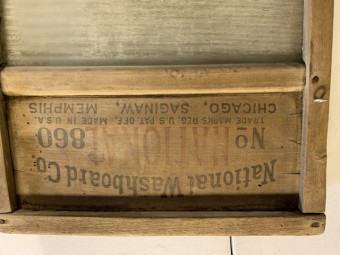 National Washboard Co.
No NATIONAL 860
TRADE MARKS REG. U.S. PAT. OFF. MADE IN U.S.A.
CHICAGO, SAGINAW, MEMPHIS